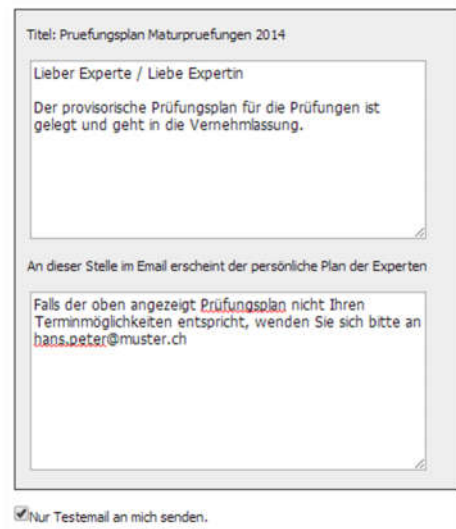 Titel: Pruefungsplan Maturpruefungen 2014
Lieber Experte / Liebe Expertin
Der provisorische Prüfungsplan für die Prüfungen ist
gelegt und geht in die Vernehmlassung.
An dieser Stelle im Email erscheint der persönliche Plan der Experten
Falls der oben angezeigt Prüfungsplan nicht Ihren
Terminmöglichkeiten entspricht, wenden Sie sich bitte an
hans.peter@muster.ch
Nur Testemail an mich senden.